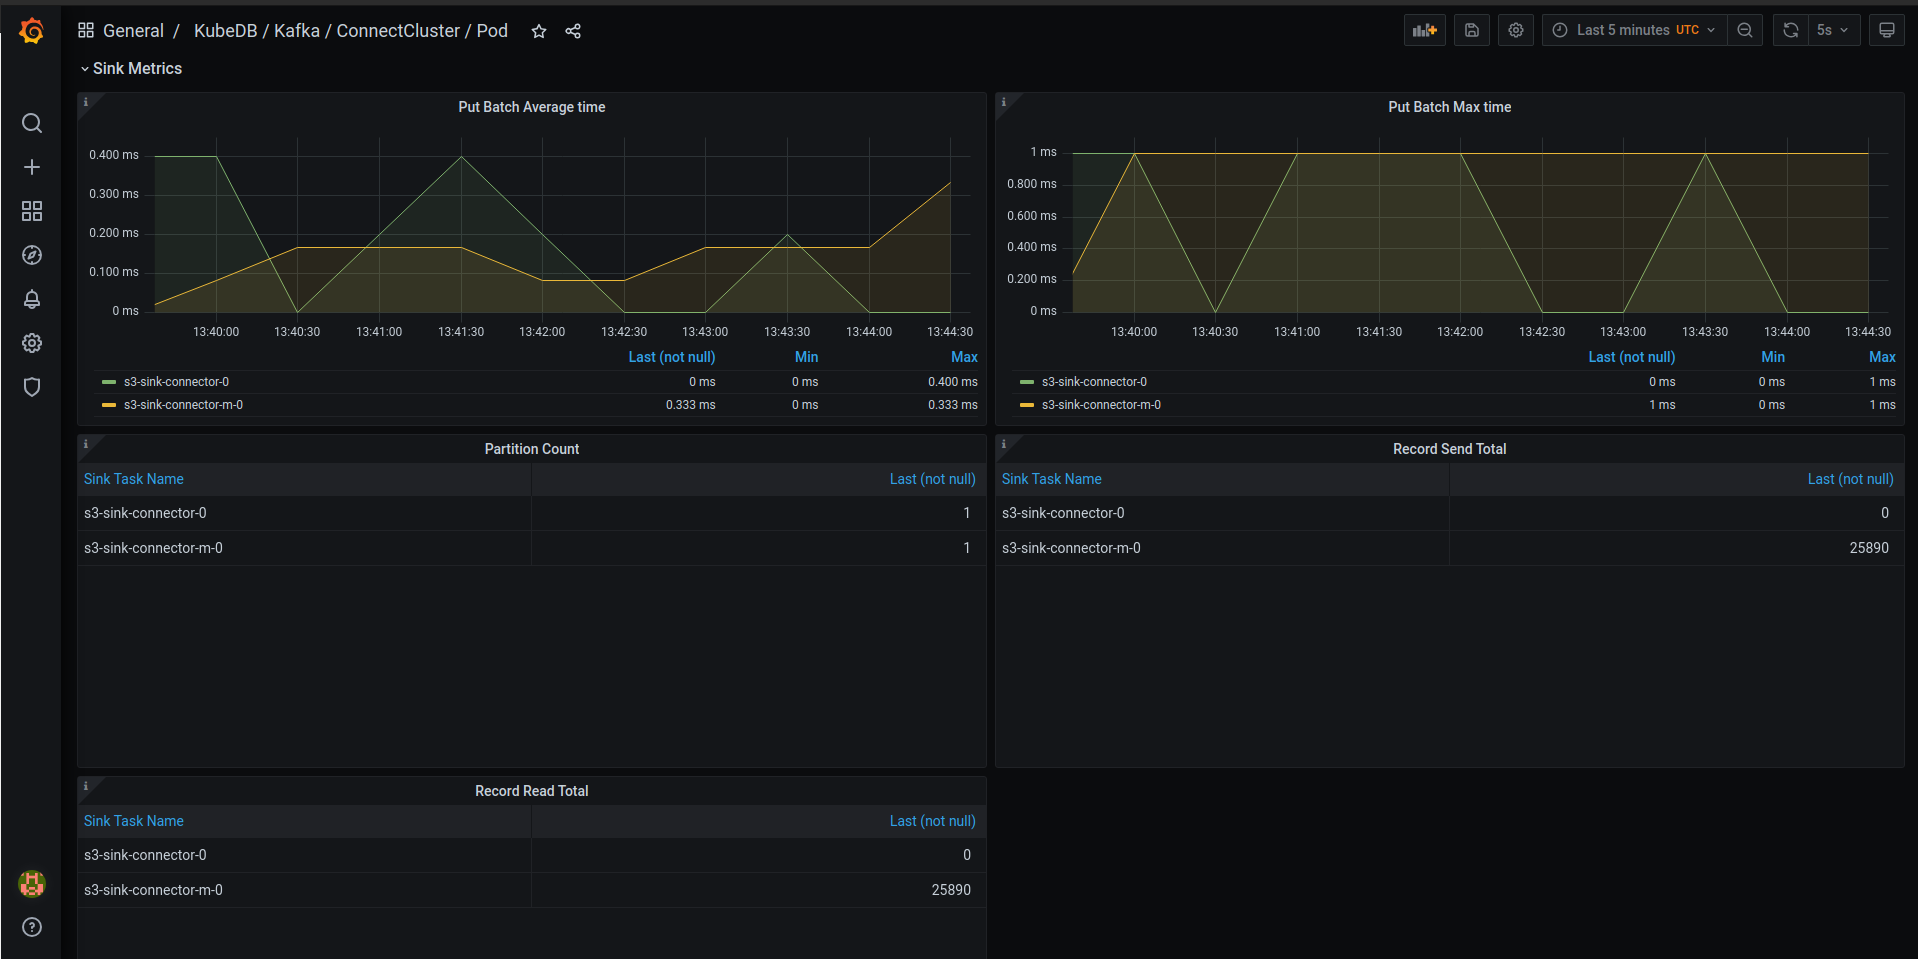 General / KubeDB / Kafka / ConnectCluster / Pod
Last 5 minutes UTC
5s
Sink Metrics
Put Batch Average time
0.400 ms
0.300 ms
0.200 ms
0.100 ms
0 ms
13:40:00 13:40:30 13:41:00 13:41:30 13:42:00 13:42:30 13:43:00 13:43:30 13:44:00 13:44:30
Last (not null) Min Max
s3-sink-connector-0 0 ms 0 ms 0.400 ms
s3-sink-connector-m-0 0.333 ms 0 ms 0.333 ms
Put Batch Max time
1 ms
0.800 ms
0.600 ms
0.400 ms
0.200 ms
0 ms
13:40:00 13:40:30 13:41:00 13:41:30 13:42:00 13:42:30 13:43:00 13:43:30 13:44:00 13:44:30
Last (not null) Min Max
s3-sink-connector-0 0 ms 0 ms 1 ms
s3-sink-connector-m-0 1 ms 0 ms 1 ms
Partition Count
Sink Task Name Last (not null)
s3-sink-connector-0 1
s3-sink-connector-m-0 1
Record Send Total
Sink Task Name Last (not null)
s3-sink-connector-0 0
s3-sink-connector-m-0 25890
Record Read Total
Sink Task Name Last (not null)
s3-sink-connector-0 0
s3-sink-connector-m-0 25890